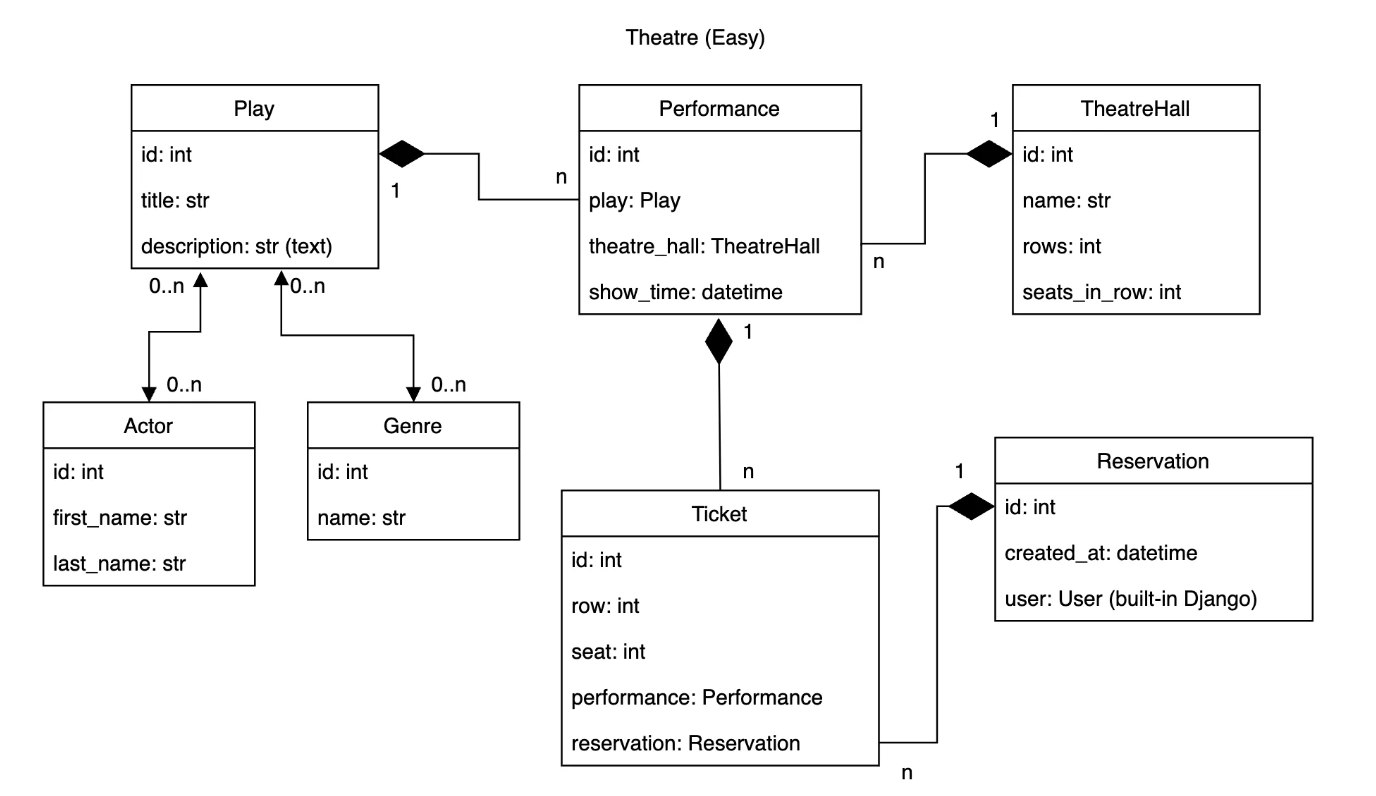 Theatre (Easy)
Play
id: int
title: str
description: str (text)
1
n
Performance
id: int
play: Play
theatre_hall: TheatreHall
show_time: datetime
1
n
TheatreHall
id: int
name: str
rows: int
seats_in_row: int
0..n
0..n
0..n
0..n
Actor
id: int
first_name: str
last_name: str
Genre
id: int
name: str
1
n
Ticket
id: int
row: int
seat: int
performance: Performance
reservation: Reservation
1
n
Reservation
id: int
created_at: datetime
user: User (built-in Django)